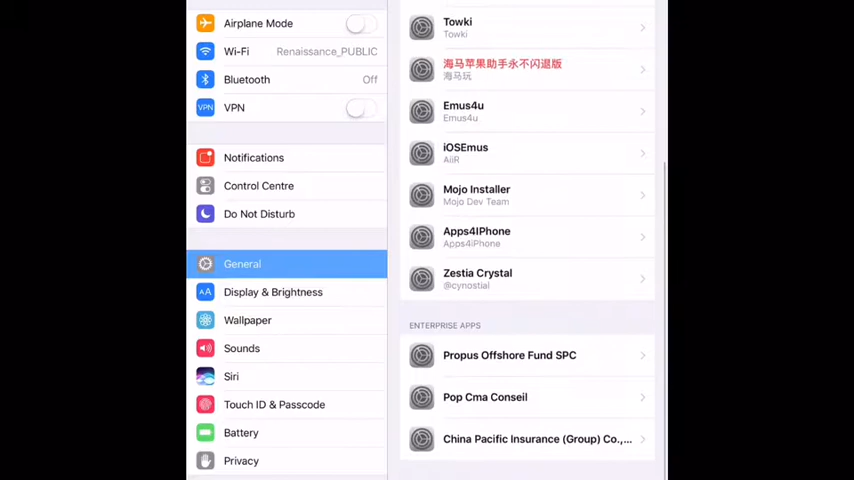 Airplane Mode
Wi-Fi Renaissance_PUBLIC
Bluetooth Off
VPN VPN
Notifications
Control Centre
Do Not Disturb
General
AA Display & Brightness
Wallpaper
Sounds
Siri
Touch ID & Passcode
Battery
Privacy
Towki
Towki
海马苹果助手永不闪退版
海马玩
Emus4u
Emus4u
iOSEmus
AiiR
Mojo Installer
Mojo Dev Team
Apps4IPhone
Apps4iPhone
Zestia Crystal
@cynostial
ENTERPRISE APPS
Propus Offshore Fund SPC
Pop Cma Conseil
China Pacific Insurance (Group) Co.,...